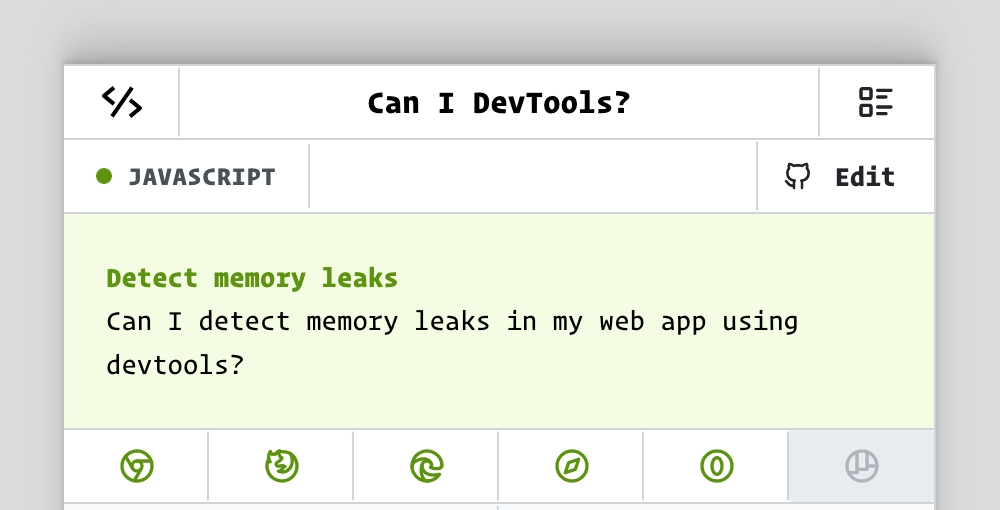 Can I DevTools?
JAVASCRIPT
Edit
Detect memory leaks
Can I detect memory leaks in my web app using
devtools?